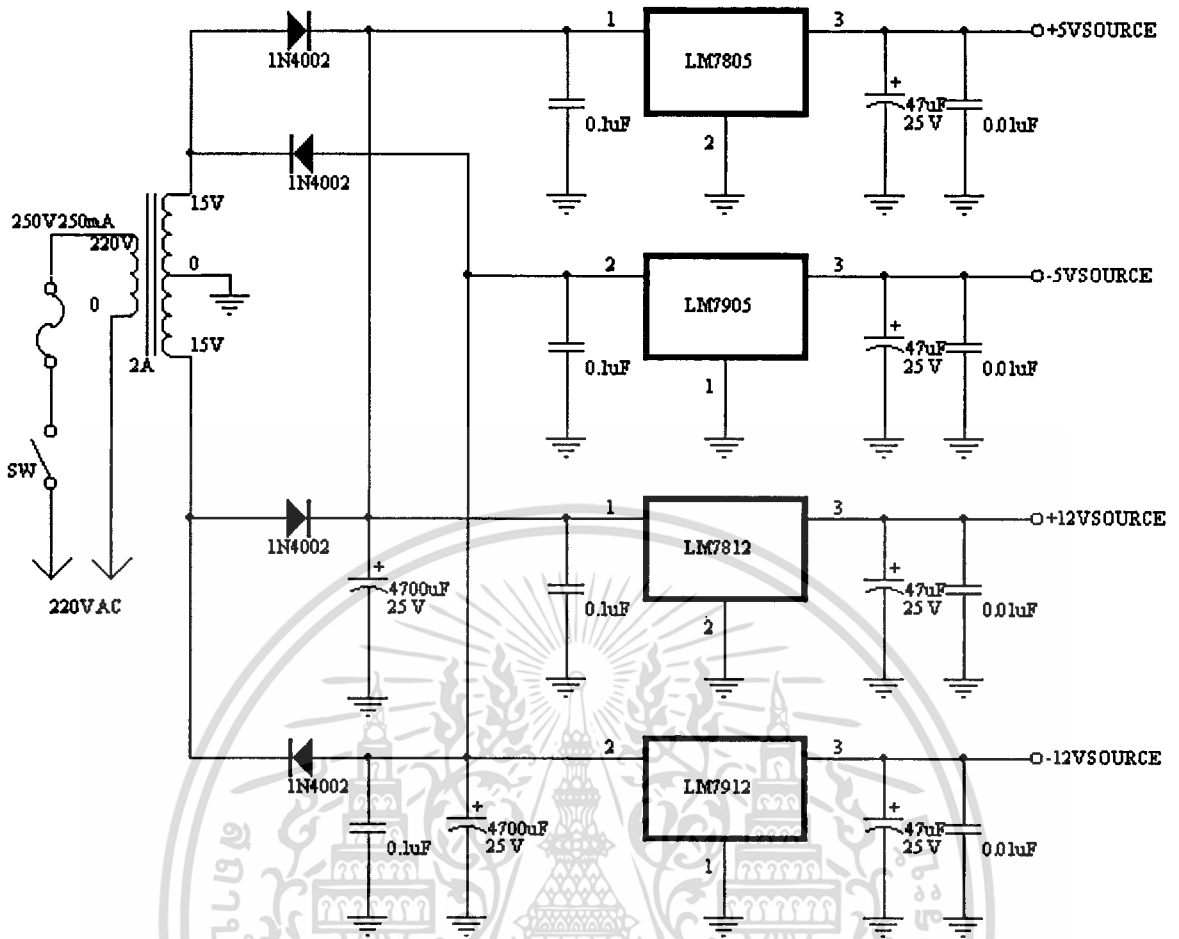 1N4002
1
LM7805
3
+5VSOURCE
0.1uF
2
+
47uF
25 V
0.01uF
1N4002
250V250mA
220V
15V
0
0
15V
2A
SW
220VAC
2
LM7905
3
-5VSOURCE
0.1uF
1
+
47uF
25 V
0.01uF
1N4002
1
LM7812
3
+12VSOURCE
+
4700uF
25 V
0.1uF
2
+
47uF
25 V
0.01uF
1N4002
2
LM7912
3
-12VSOURCE
0.1uF
+
4700uF
25 V
1
+
47uF
25 V
0.01uF